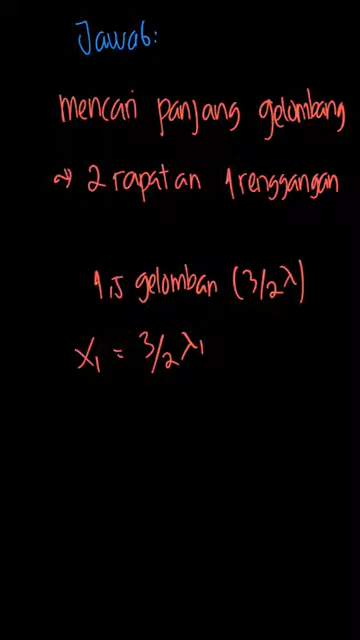 Jawab:
mencari panjang gelombang
→ 2 rapatan 1 renggangan
1,5 gelomban (3/2 λ)
X₁ = 3/2 λ₁